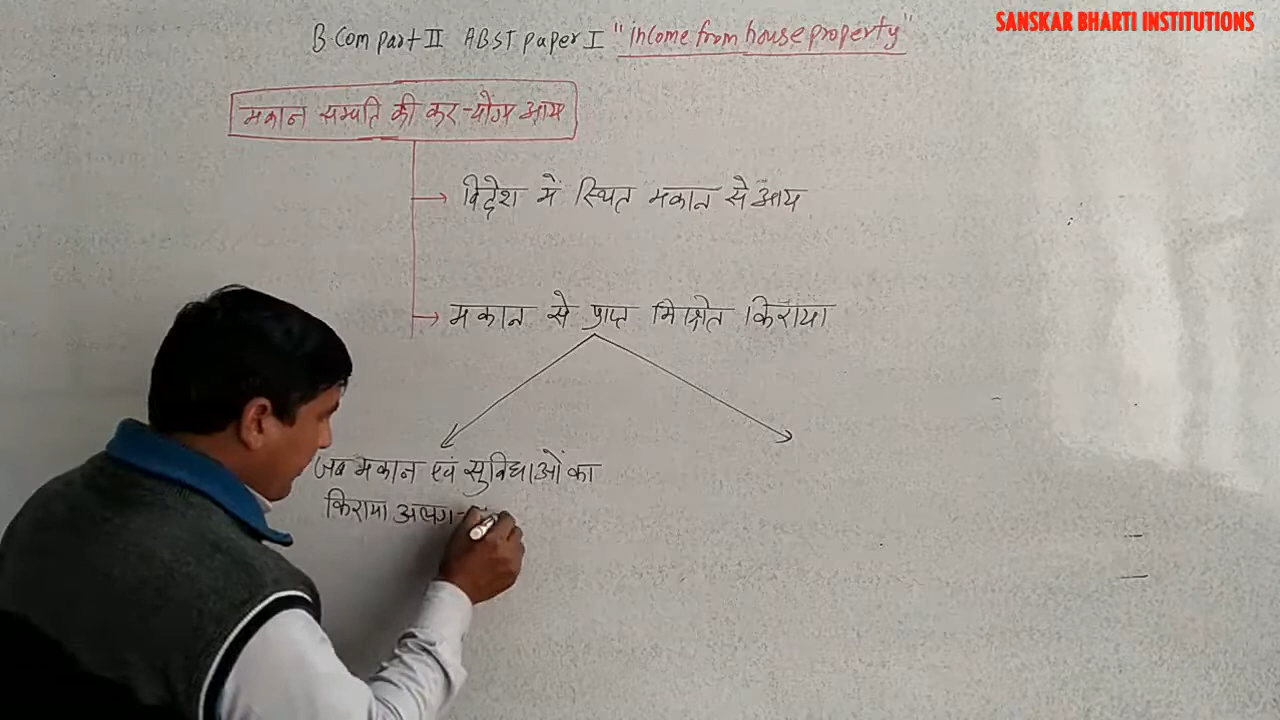 SANSKAR BHARTI INSTITUTIONS
B Com part II ABST paper I "income from house property"
मकान सम्पति की कर-योग्य आय
विदेश में स्थित मकान से आय
मकान से प्राप्त मिश्रित किराया
जब मकान एवं सुविधाओं का
किराया अलग-